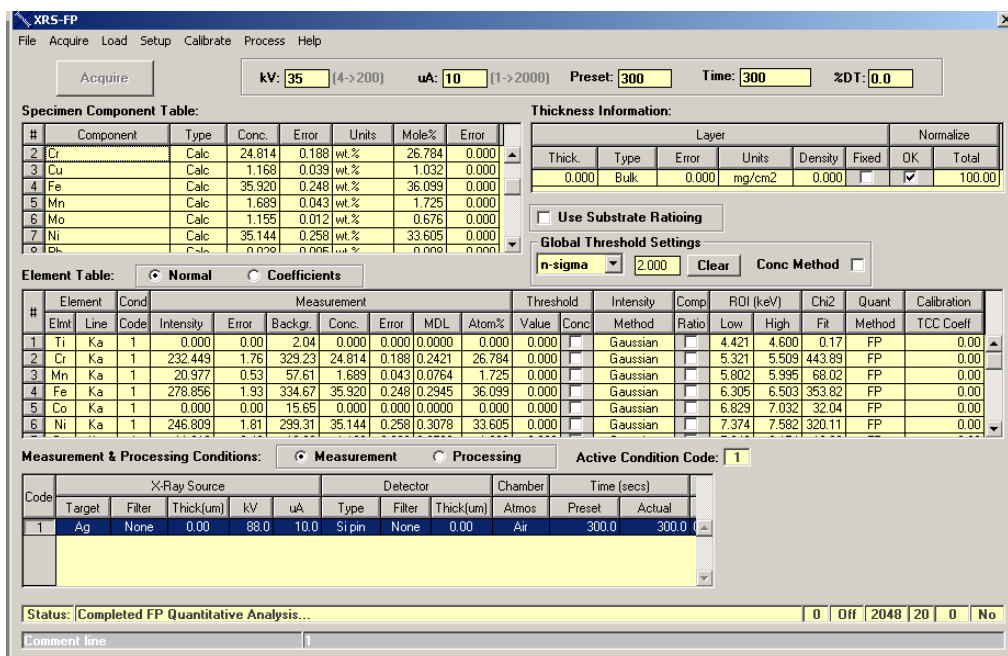 XRS-FP
File Acquire Load Setup Calibrate Process Help
Acquire kV: 35 (4->200) uA: 10 (1->2000) Preset: 300 Time: 300 %DT: 0.0
Specimen Component Table: Thickness Information:
# Component Type Conc. Error Units Mole% Error
2 Cr Calc 24.814 0.188 wt.% 26.784 0.000
3 Cu Calc 1.168 0.039 wt.% 1.032 0.000
4 Fe Calc 35.920 0.248 wt.% 36.099 0.000
5 Mn Calc 1.689 0.043 wt.% 1.725 0.000
6 Mo Calc 1.155 0.012 wt.% 0.676 0.000
7 Ni Calc 35.144 0.258 wt.% 33.605 0.000
Layer Normalize
Thick. Type Error Units Density Fixed OK Total
0.000 Bulk 0.000 mg/cm2 0.000 100.00
Use Substrate Ratioing
Global Threshold Settings
n-sigma 2.000 Clear Conc Method
Element Table: Normal Coefficients
# Element Cond Measurement Threshold Intensity Comp ROI (keV) Chi2 Quant Calibration
Elmt Line Code Intensity Error Backgr. Conc. Error MDL Atom% Value Conc Method Ratio Low High Fit Method TCC Coeff
1 Ti Ka 1 0.000 0.00 2.04 0.000 0.000 0.0000 0.000 0.000 Gaussian 4.421 4.600 0.17 FP 0.00
2 Cr Ka 1 232.449 1.76 329.23 24.814 0.188 0.2421 26.784 0.000 Gaussian 5.321 5.509 443.89 FP 0.00
3 Mn Ka 1 20.977 0.53 57.61 1.689 0.043 0.0764 1.725 0.000 Gaussian 5.802 5.995 68.02 FP 0.00
4 Fe Ka 1 278.856 1.93 334.67 35.920 0.248 0.2945 36.099 0.000 Gaussian 6.305 6.503 353.82 FP 0.00
5 Co Ka 1 0.000 0.00 15.65 0.000 0.000 0.0000 0.000 0.000 Gaussian 6.829 7.032 32.04 FP 0.00
6 Ni Ka 1 246.809 1.81 299.31 35.144 0.258 0.3078 33.605 0.000 Gaussian 7.374 7.582 320.11 FP 0.00
Measurement & Processing Conditions: Measurement Processing Active Condition Code: 1
Code X-Ray Source Detector Chamber Time (secs)
Target Filter Thick(um) kV uA Type Filter Thick(um) Atmos Preset Actual
1 Ag None 0.00 88.0 10.0 Si pin None 0.00 Air 300.0 300.0
Status: Completed FP Quantitative Analysis... 0 Off 2048 20 0 No
Comment line 1